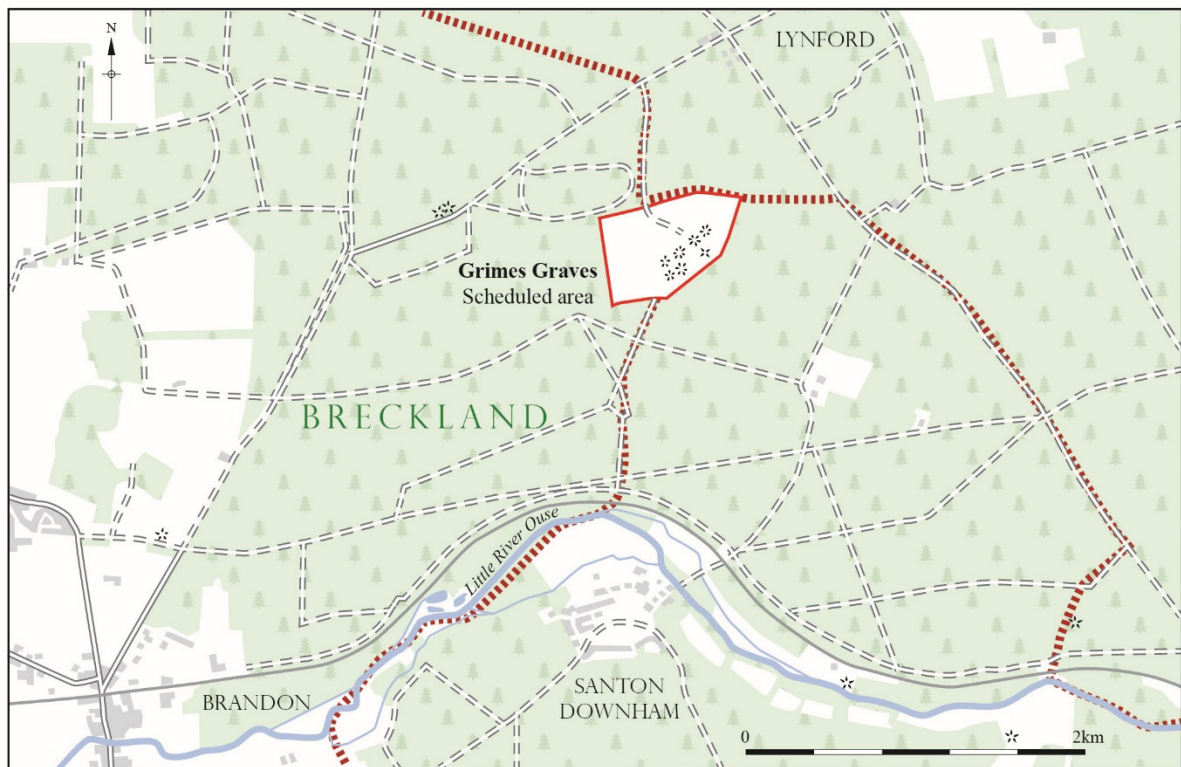 N
LYNFORD
Grimes Graves
Scheduled area
BRECKLAND
Little River Ouse
BRANDON
SANTON
DOWNHAM
0
2km